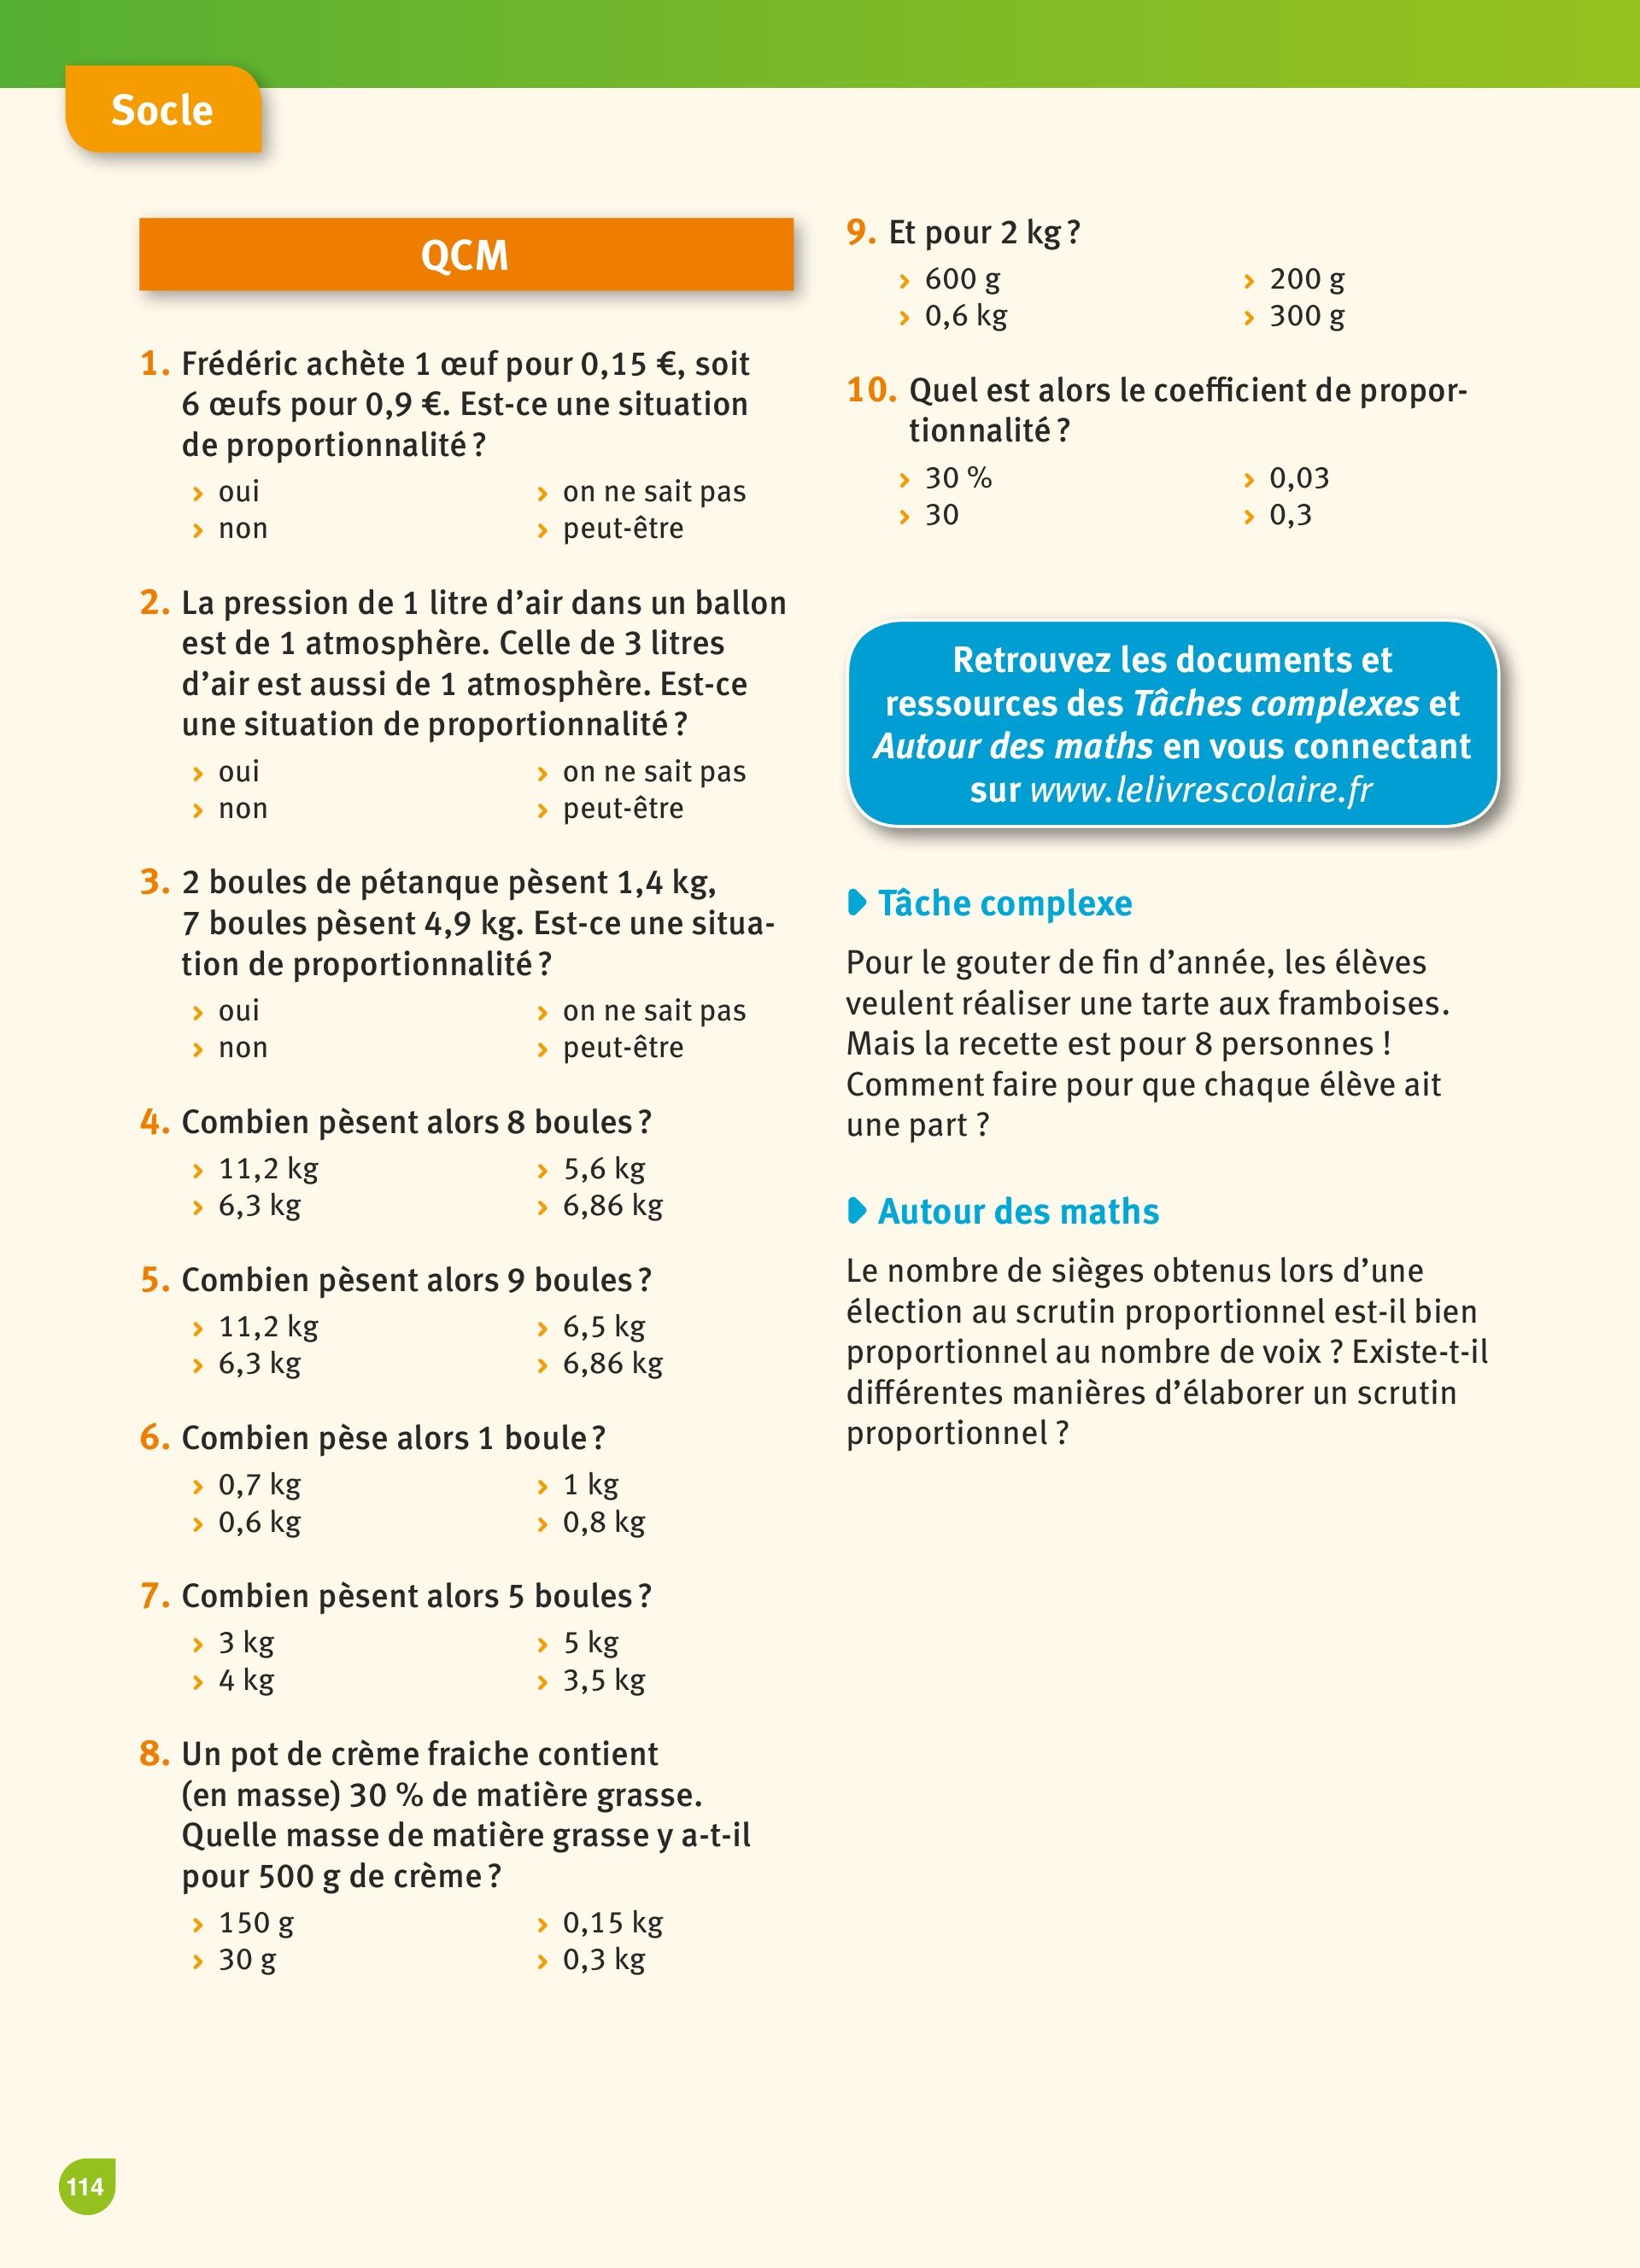 Socle
QCM
1. Frédéric achète 1 œuf pour 0,15 €, soit
6 œufs pour 0,9 €. Est-ce une situation
de proportionnalité ?
› oui
› on ne sait pas
› non
› peut-être
2. La pression de 1 litre d’air dans un ballon
est de 1 atmosphère. Celle de 3 litres
d’air est aussi de 1 atmosphère. Est-ce
une situation de proportionnalité ?
› oui
› on ne sait pas
› non
› peut-être
3. 2 boules de pétanque pèsent 1,4 kg,
7 boules pèsent 4,9 kg. Est-ce une situa-
tion de proportionnalité ?
› oui
› on ne sait pas
› non
› peut-être
4. Combien pèsent alors 8 boules ?
› 11,2 kg
› 5,6 kg
› 6,3 kg
› 6,86 kg
5. Combien pèsent alors 9 boules ?
› 11,2 kg
› 6,5 kg
› 6,3 kg
› 6,86 kg
6. Combien pèse alors 1 boule ?
› 0,7 kg
› 1 kg
› 0,6 kg
› 0,8 kg
7. Combien pèsent alors 5 boules ?
› 3 kg
› 5 kg
› 4 kg
› 3,5 kg
8. Un pot de crème fraiche contient
(en masse) 30 % de matière grasse.
Quelle masse de matière grasse y a-t-il
pour 500 g de crème ?
› 150 g
› 0,15 kg
› 30 g
› 0,3 kg
9. Et pour 2 kg ?
› 600 g
› 200 g
› 0,6 kg
› 300 g
10. Quel est alors le coefficient de propor-
tionnalité ?
› 30 %
› 0,03
› 30
› 0,3
Retrouvez les documents et
ressources des Tâches complexes et
Autour des maths en vous connectant
sur www.lelivrescolaire.fr
Tâche complexe
Pour le gouter de fin d’année, les élèves
veulent réaliser une tarte aux framboises.
Mais la recette est pour 8 personnes !
Comment faire pour que chaque élève ait
une part ?
Autour des maths
Le nombre de sièges obtenus lors d’une
élection au scrutin proportionnel est-il bien
proportionnel au nombre de voix ? Existe-t-il
différentes manières d’élaborer un scrutin
proportionnel ?
114